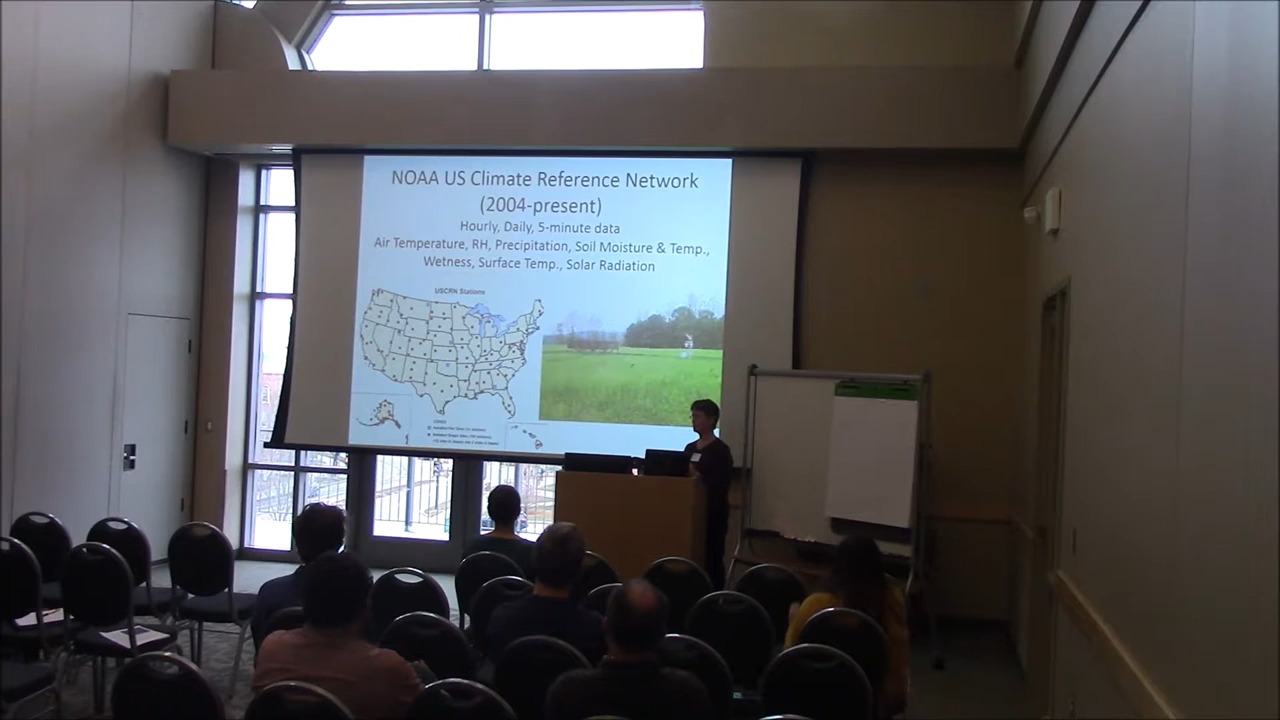 NOAA US Climate Reference Network
(2004-present)
Hourly, Daily, 5-minute data
Air Temperature, RH, Precipitation, Soil Moisture & Temp.,
Wetness, Surface Temp., Solar Radiation
USCRN Stations